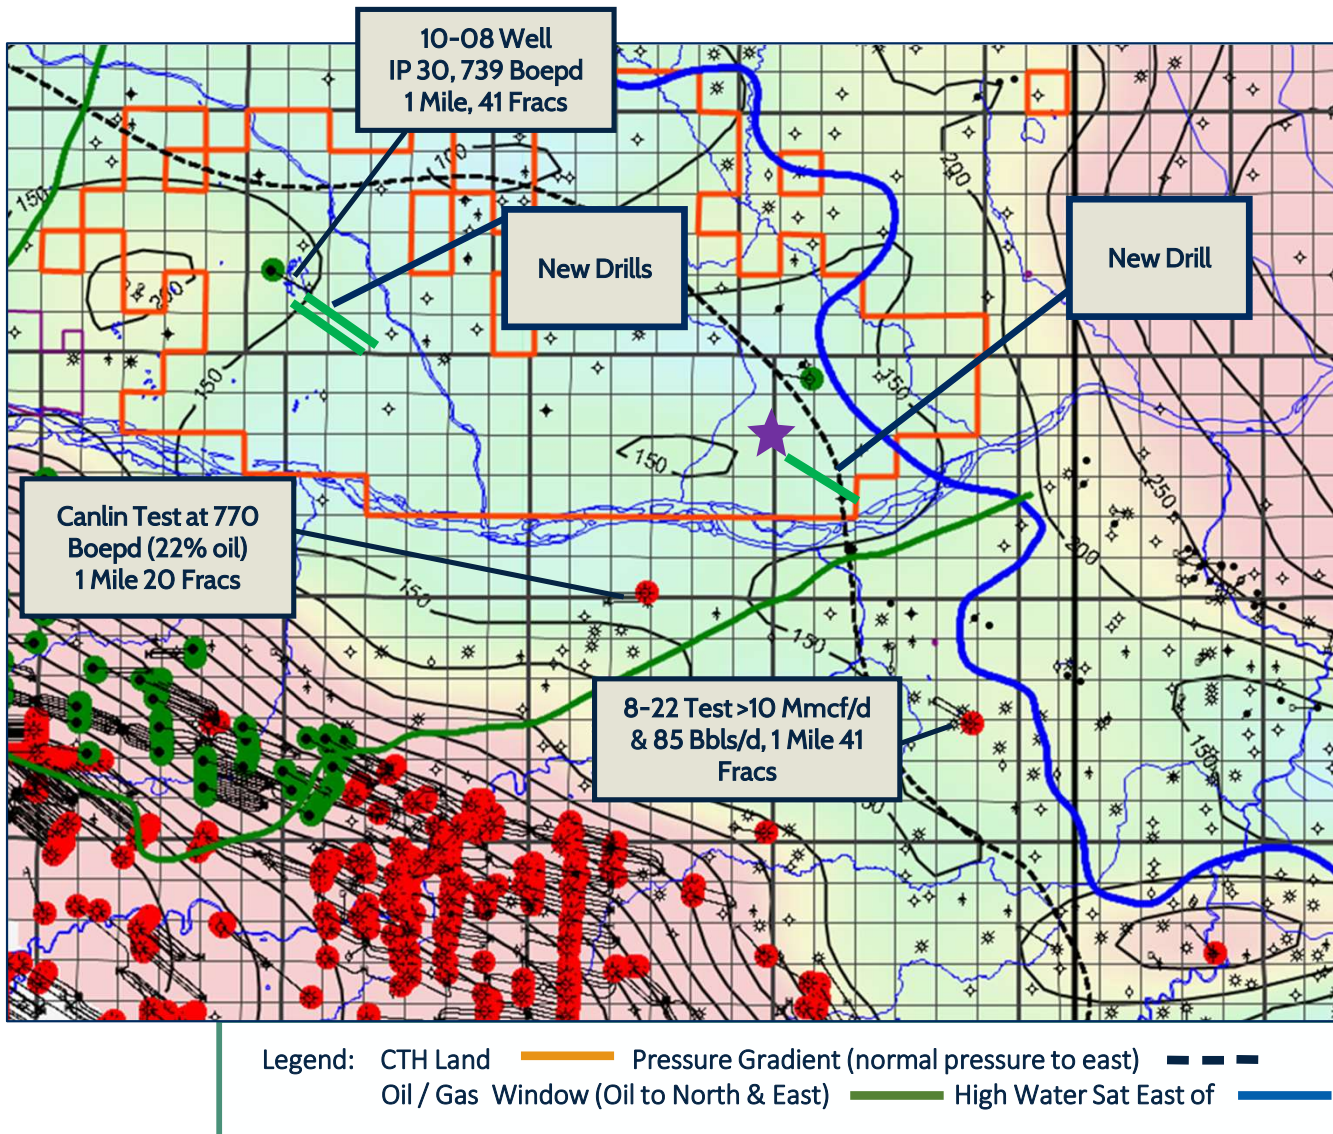 10-08 Well
IP 30, 739 Boepd
1 Mile, 41 Fracs
100
200
150
New Drills
New Drill
200
150
150
150
250
200
Canlin Test at 770
Boepd (22% oil)
1 Mile 20 Fracs
150
150
8-22 Test >10 Mmcf/d
& 85 Bbls/d, 1 Mile 41
Fracs
150
50
Legend: CTH Land Pressure Gradient (normal pressure to east)
Oil / Gas Window (Oil to North & East) High Water Sat East of